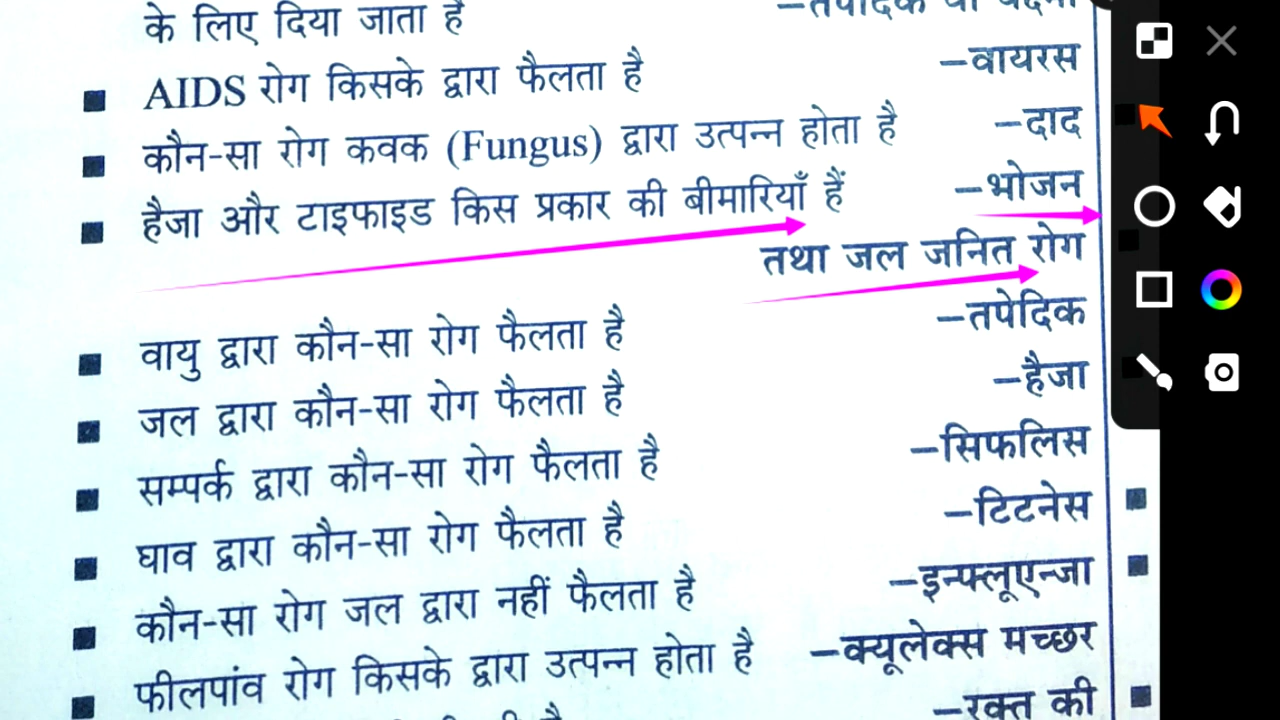 के लिए दिया जाता है
■ AIDS रोग किसके द्वारा फैलता है –वायरस
■ कौन-सा रोग कवक (Fungus) द्वारा उत्पन्न होता है –दाद
■ हैजा और टाइफाइड किस प्रकार की बीमारियाँ हैं –भोजन
तथा जल जनित रोग
■ वायु द्वारा कौन-सा रोग फैलता है –तपेदिक
■ जल द्वारा कौन-सा रोग फैलता है –हैजा
■ सम्पर्क द्वारा कौन-सा रोग फैलता है –सिफलिस
■ घाव द्वारा कौन-सा रोग फैलता है –टिटनेस
■ कौन-सा रोग जल द्वारा नहीं फैलता है –इन्फ्लूएन्जा
■ फीलपांव रोग किसके द्वारा उत्पन्न होता है –क्यूलेक्स मच्छर
–रक्त की